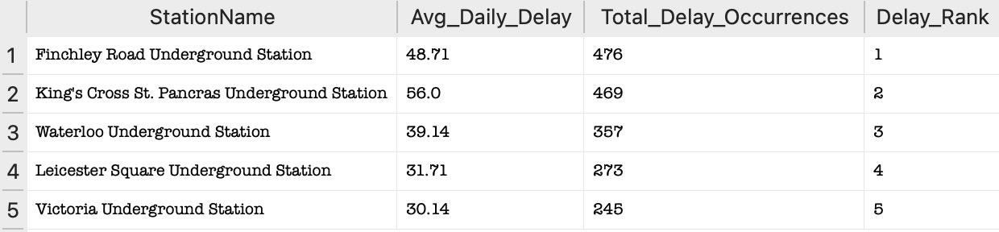 StationName Avg_Daily_Delay Total_Delay_Occurrences Delay_Rank
1 Finchley Road Underground Station 48.71 476 1
2 King's Cross St. Pancras Underground Station 56.0 469 2
3 Waterloo Underground Station 39.14 357 3
4 Leicester Square Underground Station 31.71 273 4
5 Victoria Underground Station 30.14 245 5